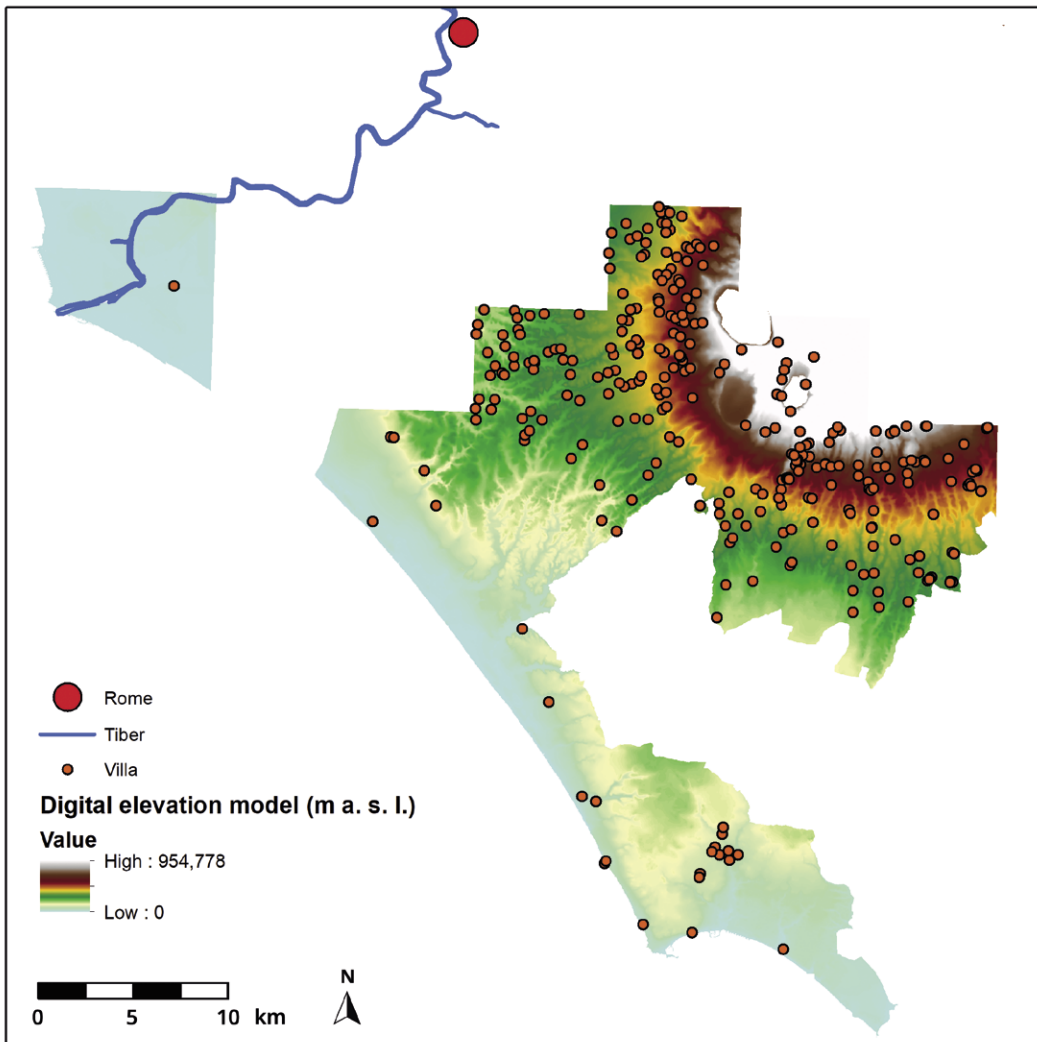 Rome
Tiber
Villa
Digital elevation model (m a. s. l.)
Value
High : 954,778
Low : 0
0 5 10 km
N